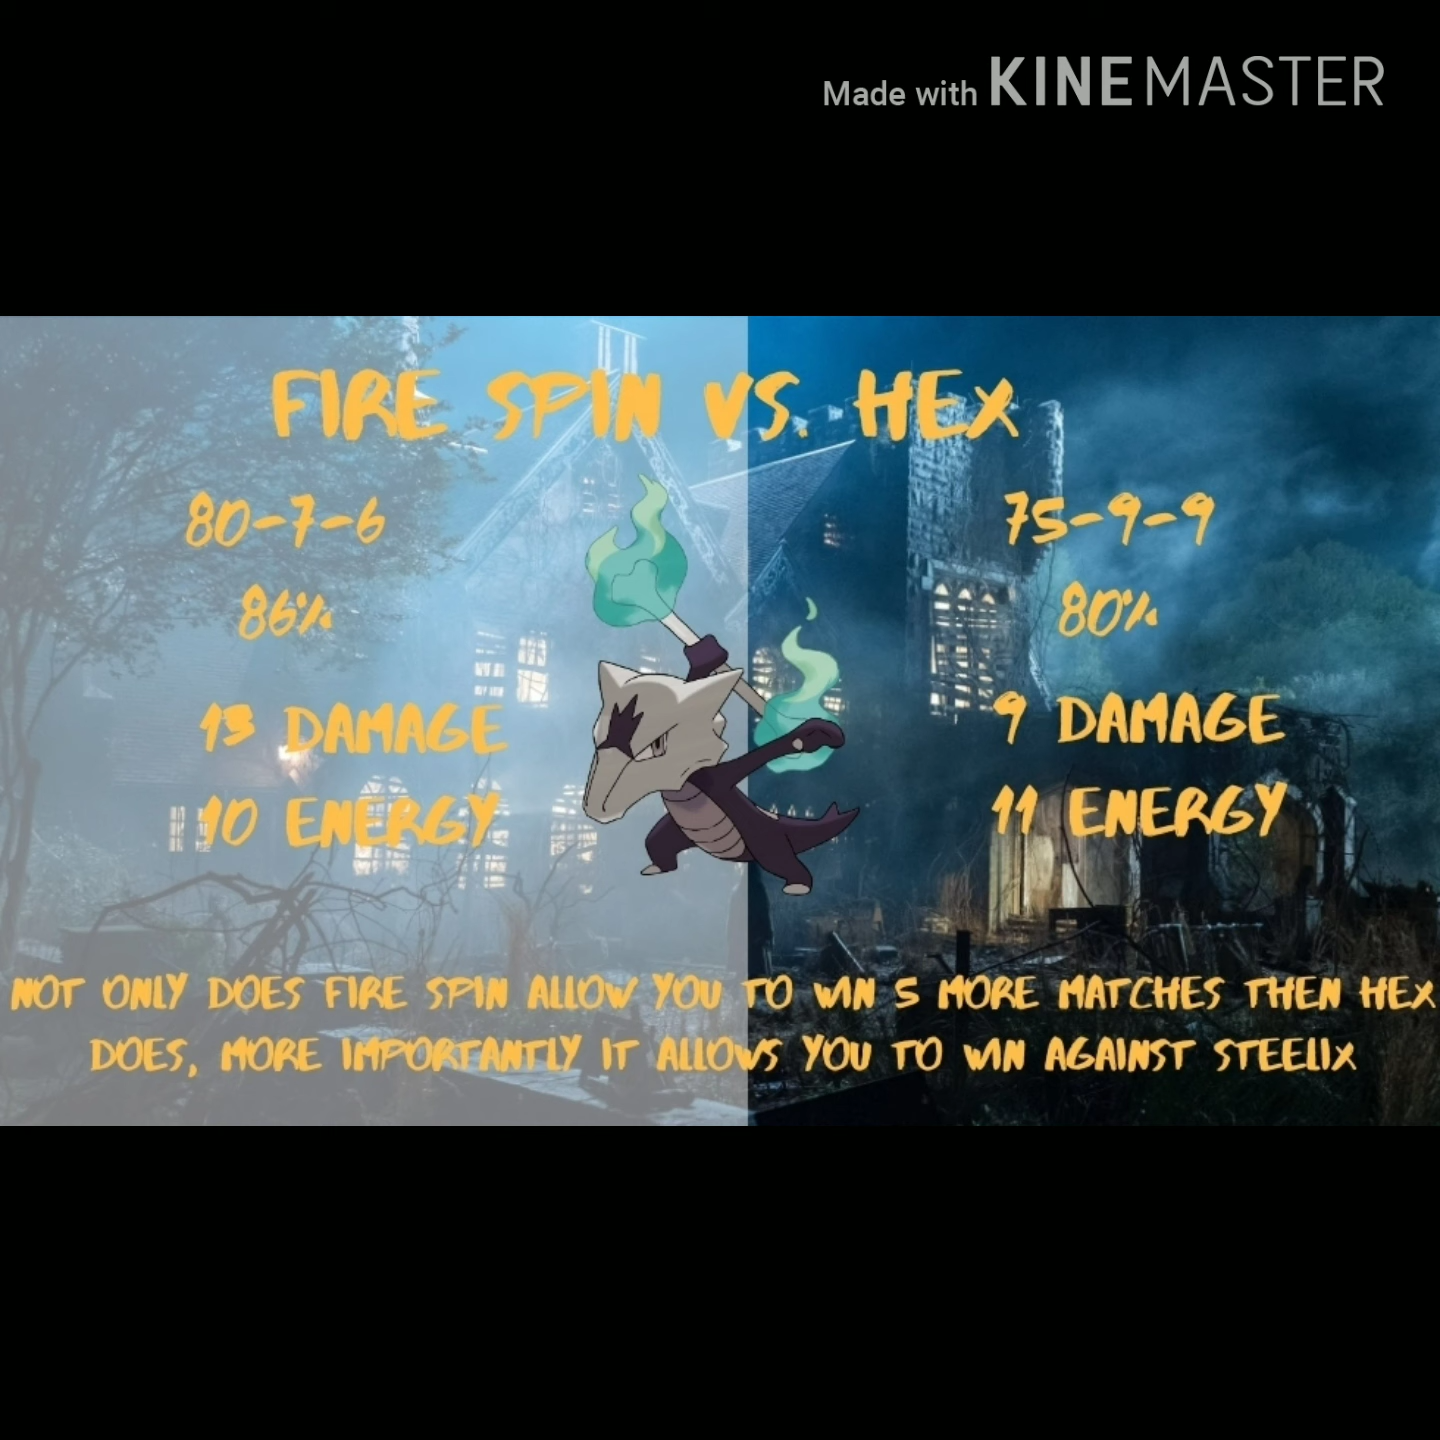 Made with KINEMASTER
FIRE SPIN VS. HEX
80-7-6
75-9-9
86%
80%
13 DAMAGE
9 DAMAGE
10 ENERGY
11 ENERGY
NOT ONLY DOES FIRE SPIN ALLOW YOU TO WIN 5 MORE MATCHES THEN HEX
DOES, MORE IMPORTANTLY IT ALLOWS YOU TO WIN AGAINST STEELIX